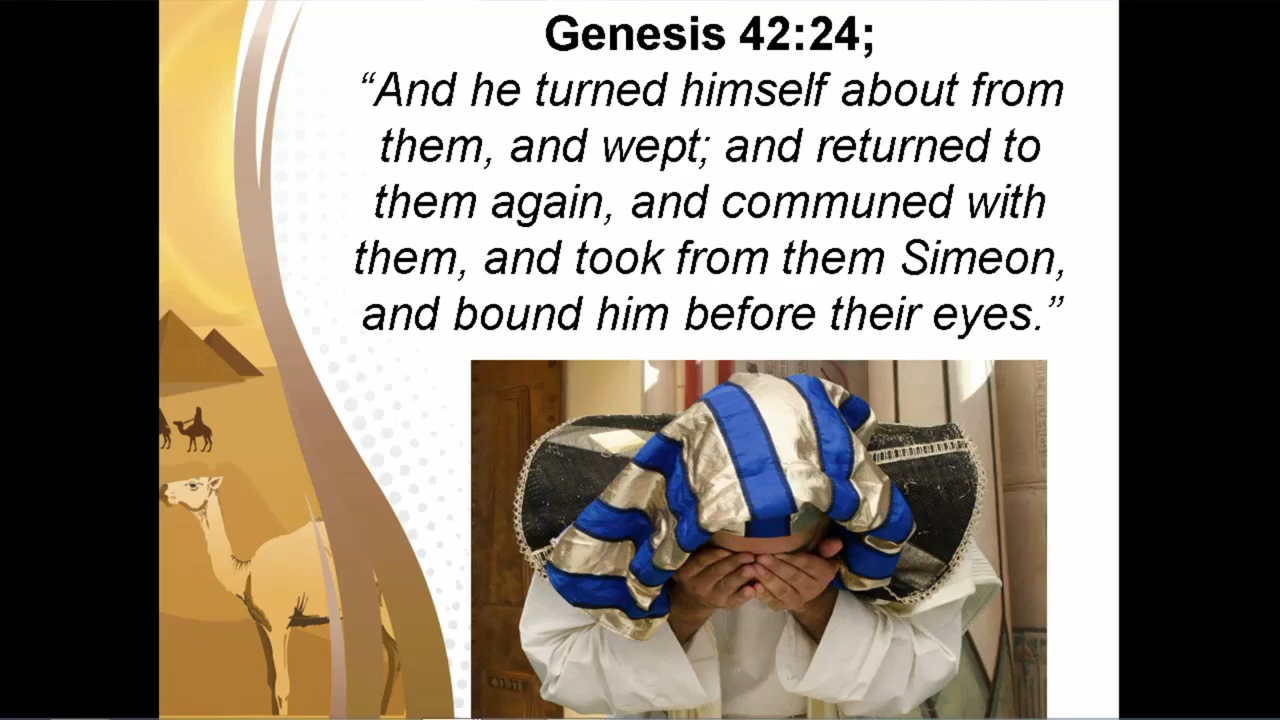 Genesis 42:24;
“And he turned himself about from
them, and wept; and returned to
them again, and communed with
them, and took from them Simeon,
and bound him before their eyes.”